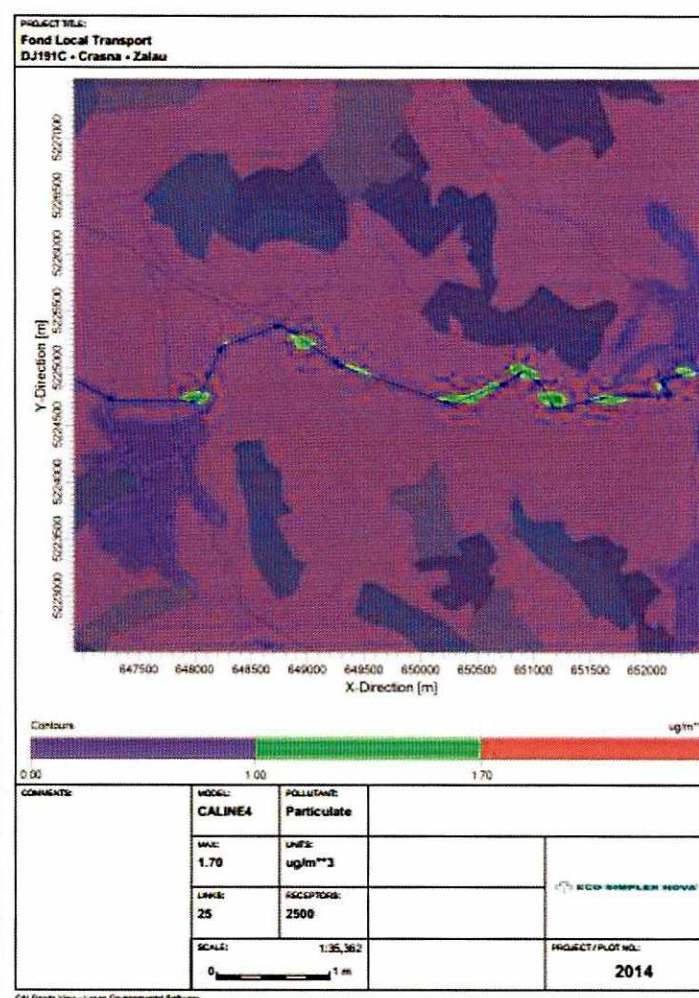 PROJECT TITLE:
Fond Local Transport
DJ191C - Crasna - Zalau
Y-Direction [m]
5227000
5226500
5226000
5225500
5225000
5224500
5224000
5223500
5223000
647500 648000 648500 649000 649500 650000 650500 651000 651500 652000
X-Direction [m]
Contours ug/m**
0.00 1.00 1.70
COMMENTS:
MODEL: POLLUTANT:
CALINE4 Particulate
MAX: UNITS:
1.70 ug/m**3
LINKS: RECEPTORS:
25 2500
ECO SIMPLEX NOVA
SCALE: 1:35,362
0 1 m
PROJECT / PLOT NO.:
2014